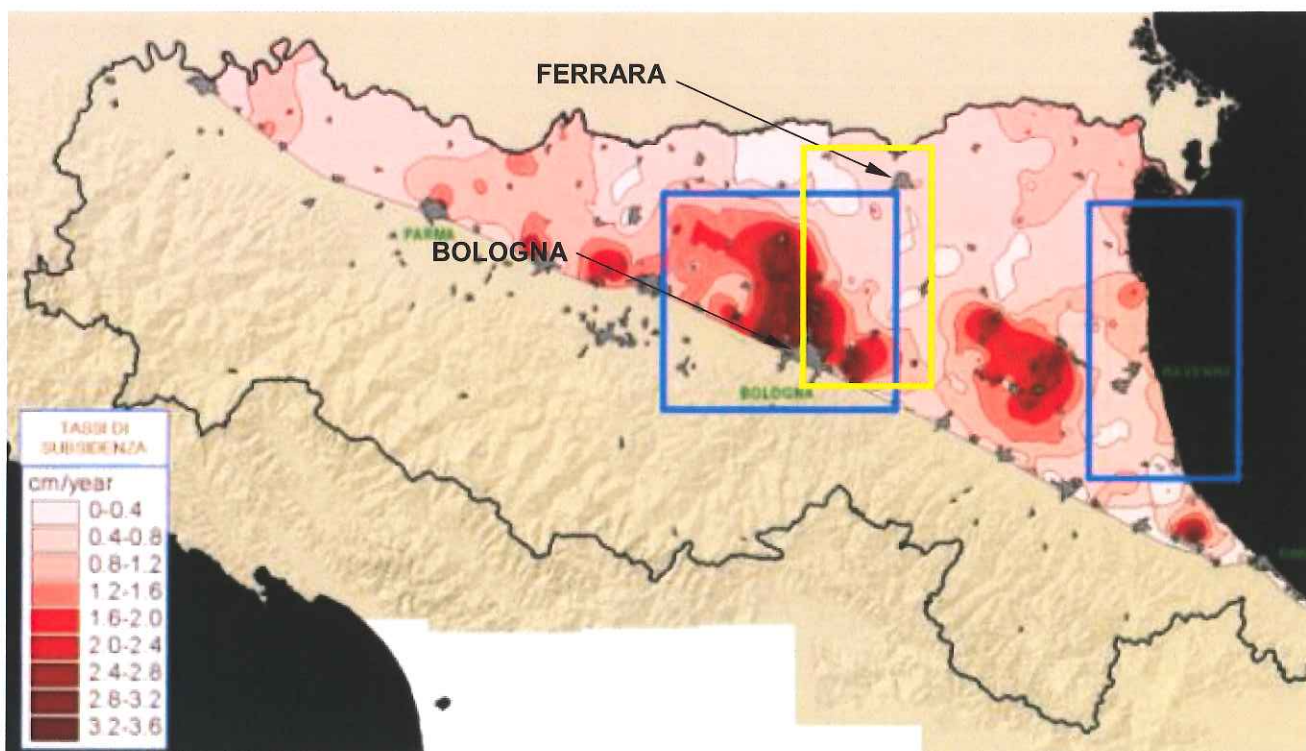 FERRARA
PARMA
BOLOGNA
BOLOGNA
RAVENNA
TASSI DI
SUBSIDENZA
cm/year
0-0.4
0.4-0.8
0.8-1.2
1.2-1.6
1.6-2.0
2.0-2.4
2.4-2.8
2.8-3.2
3.2-3.6